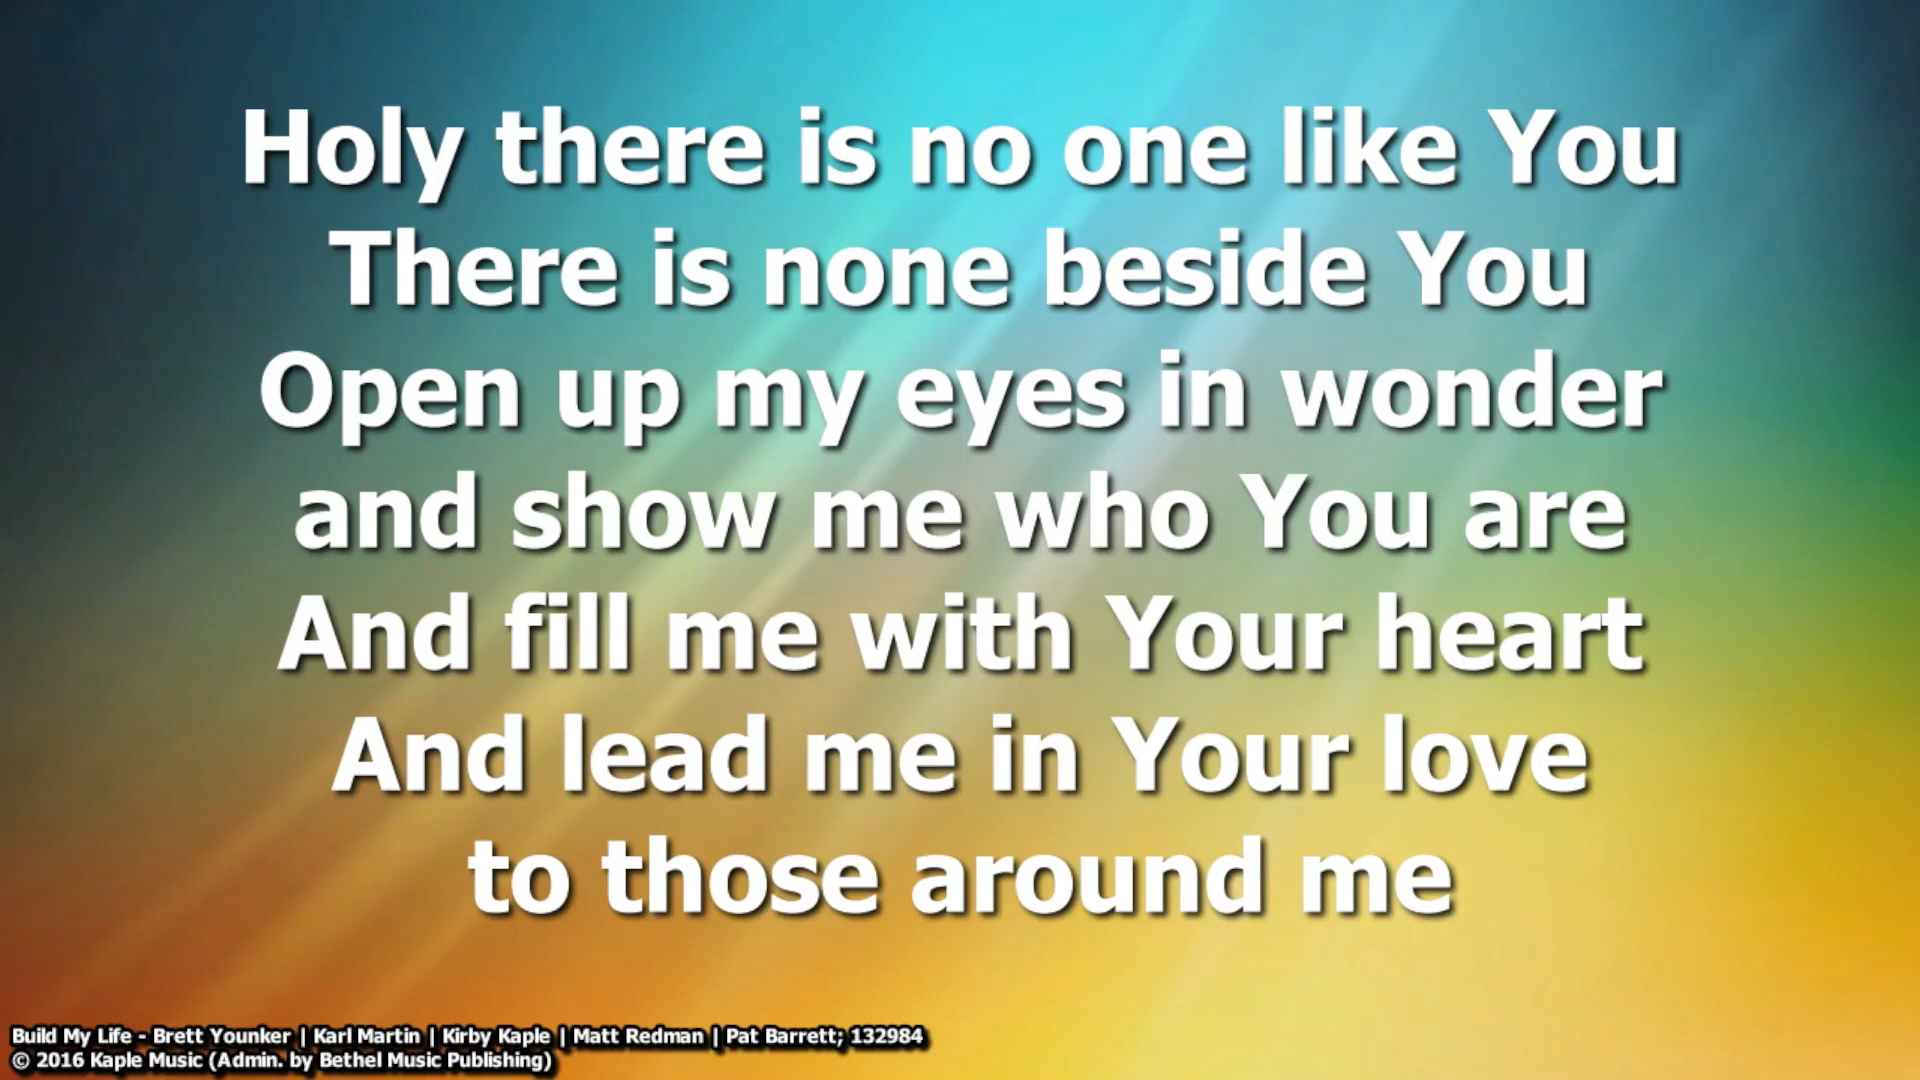 Holy there is no one like You
There is none beside You
Open up my eyes in wonder
and show me who You are
And fill me with Your heart
And lead me in Your love
to those around me
Build My Life - Brett Younker | Karl Martin | Kirby Kaple | Matt Redman | Pat Barrett; 132984
© 2016 Kaple Music (Admin. by Bethel Music Publishing)